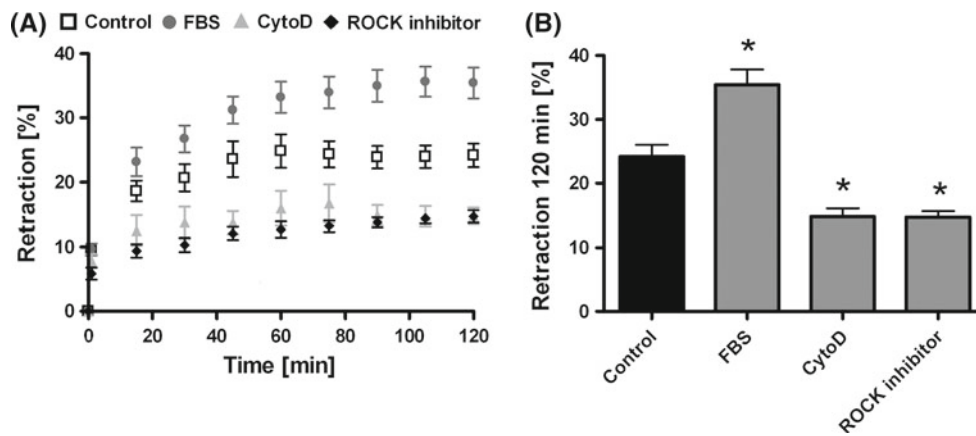 (A) Control FBS CytoD ROCK inhibitor
Retraction [%]
40
30
20
10
0
0 20 40 60 80 100 120
Time [min]
(B)
Retraction 120 min [%]
40
30
20
10
0
* * *
Control
FBS
CytoD
ROCK inhibitor